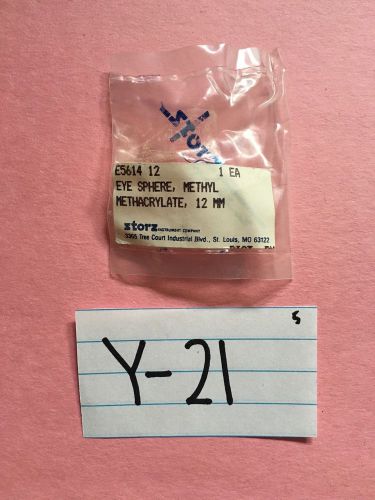 STORZ
E5614 12 1 EA
EYE SPHERE, METHYL
METHACRYLATE, 12 MM
Storz INSTRUMENT COMPANY
3365 Tree Court Industrial Blvd., St. Louis, MO 63122
5
Y-21